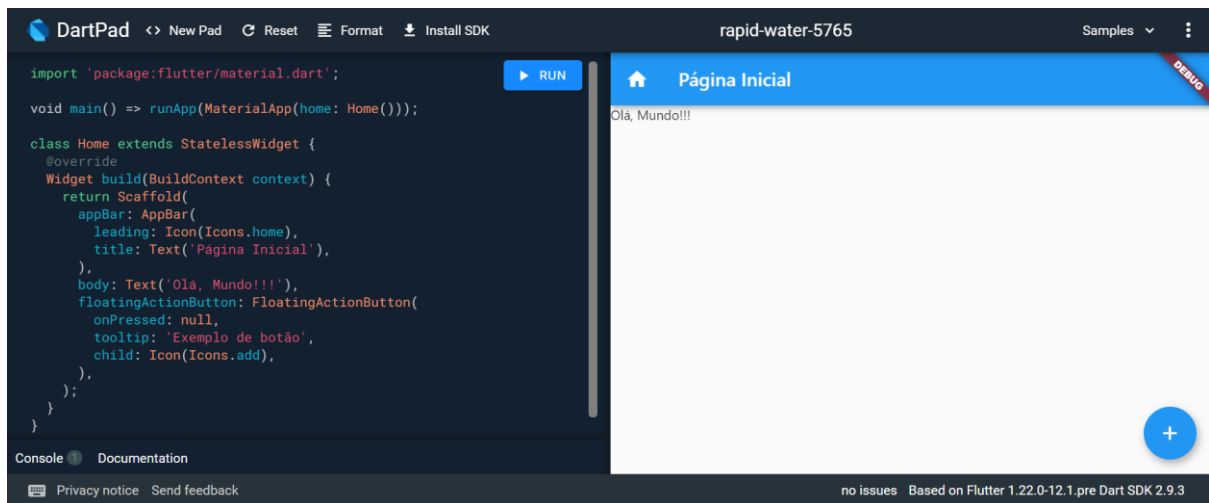 DartPad <> New Pad Reset Format Install SDK rapid-water-5765 Samples
import 'package:flutter/material.dart';
RUN
void main() => runApp(MaterialApp(home: Home()));
class Home extends StatelessWidget {
@override
Widget build(BuildContext context) {
return Scaffold(
appBar: AppBar(
leading: Icon(Icons.home),
title: Text('Página Inicial'),
),
body: Text('Olá, Mundo!!!'),
floatingActionButton: FloatingActionButton(
onPressed: null,
tooltip: 'Exemplo de botão',
child: Icon(Icons.add),
),
);
}
}
Console 1 Documentation
Página Inicial
DEBUG
Olá, Mundo!!!
+
Privacy notice Send feedback
no issues Based on Flutter 1.22.0-12.1.pre Dart SDK 2.9.3